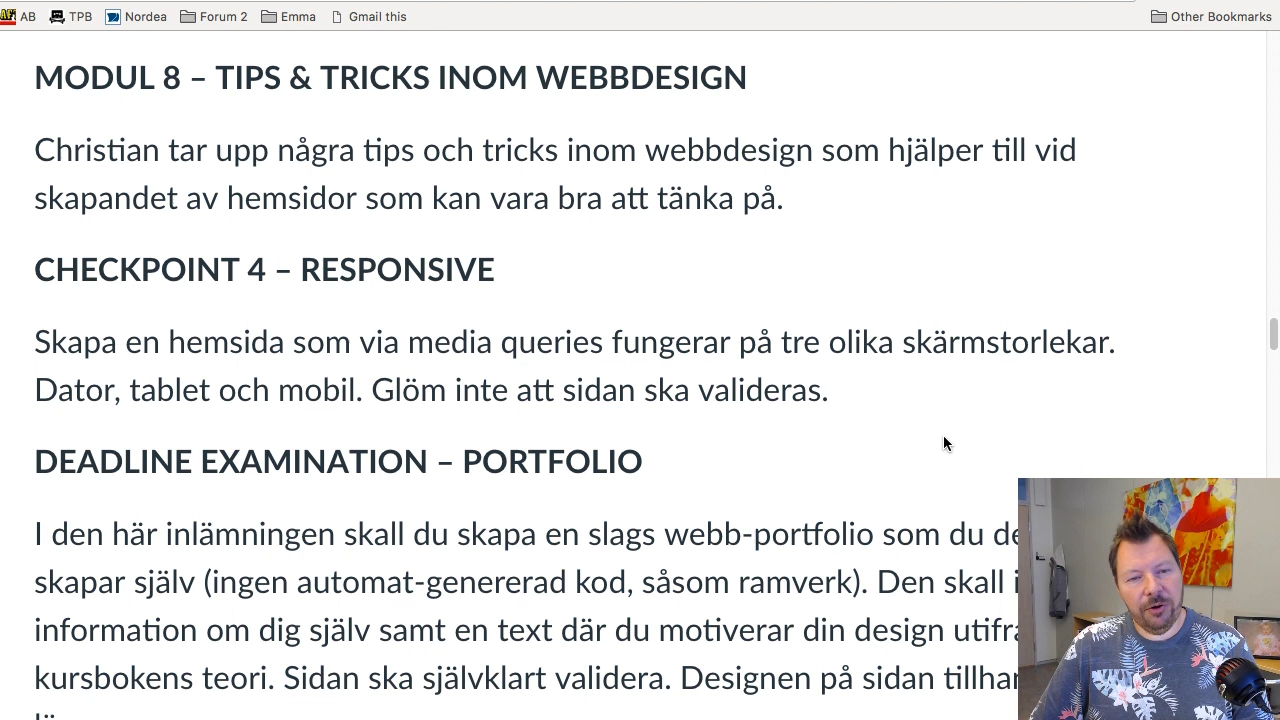 AB TPB Nordea Forum 2 Emma Gmail this Other Bookmarks
MODUL 8 – TIPS & TRICKS INOM WEBBDESIGN
Christian tar upp några tips och tricks inom webbdesign som hjälper till vid
skapandet av hemsidor som kan vara bra att tänka på.
CHECKPOINT 4 – RESPONSIVE
Skapa en hemsida som via media queries fungerar på tre olika skärmstorlekar.
Dator, tablet och mobil. Glöm inte att sidan ska valideras.
DEADLINE EXAMINATION – PORTFOLIO
I den här inlämningen skall du skapa en slags webb-portfolio som du
skapar själv (ingen automat-genererad kod, såsom ramverk). Den skall
information om dig själv samt en text där du motiverar din design
kursbokens teori. Sidan ska självklart validera. Designen på sidan